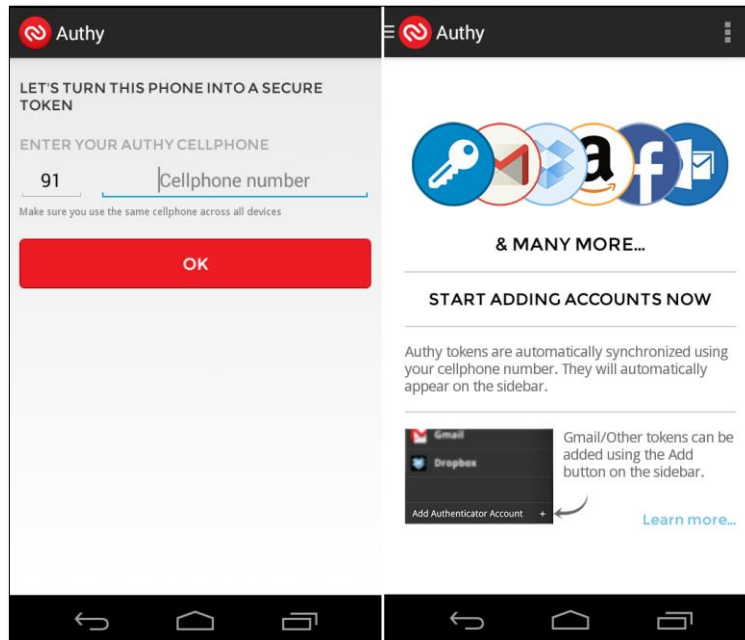 Authy
LET'S TURN THIS PHONE INTO A SECURE
TOKEN
ENTER YOUR AUTHY CELLPHONE
91 Cellphone number
Make sure you use the same cellphone across all devices
OK
Authy
a
f
& MANY MORE...
START ADDING ACCOUNTS NOW
Authy tokens are automatically synchronized using
your cellphone number. They will automatically
appear on the sidebar.
Gmail
Dropbox
Add Authenticator Account +
Gmail/Other tokens can be
added using the Add
button on the sidebar.
Learn more...